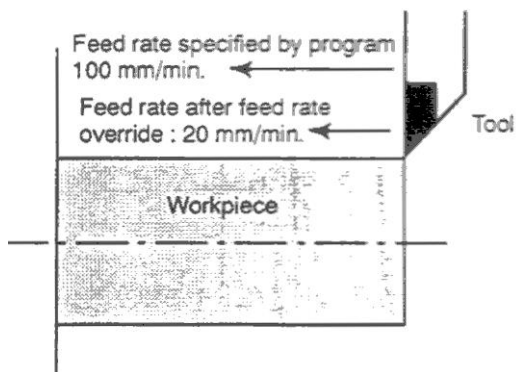 Feed rate specified by program
100 mm/min.
Feed rate after feed rate
override : 20 mm/min.
Tool
Workpiece